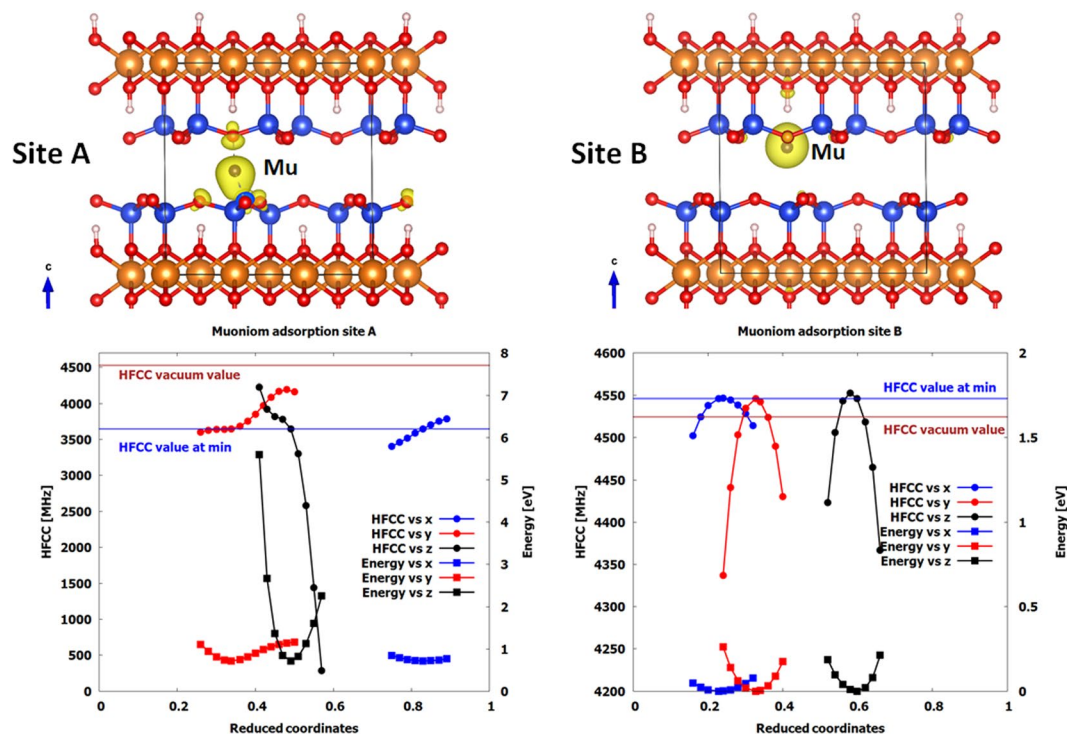 Site A
Mu
c
Site B
Mu
c
Muoniom adsorption site A
HFCC [MHz]
4500
4000
3500
3000
2500
2000
1500
1000
500
0
HFCC vacuum value
HFCC value at min
HFCC vs x
HFCC vs y
HFCC vs z
Energy vs x
Energy vs y
Energy vs z
8
7
6
5
4
3
2
1
0
Energy [eV]
0 0.2 0.4 0.6 0.8 1
Reduced coordinates
Muoniom adsorption site B
HFCC [MHz]
4600
4550
4500
4450
4400
4350
4300
4250
4200
HFCC value at min
HFCC vacuum value
HFCC vs x
HFCC vs y
HFCC vs z
Energy vs x
Energy vs y
Energy vs z
2
1.5
1
0.5
0
Energy [eV]
0 0.2 0.4 0.6 0.8 1
Reduced coordinates